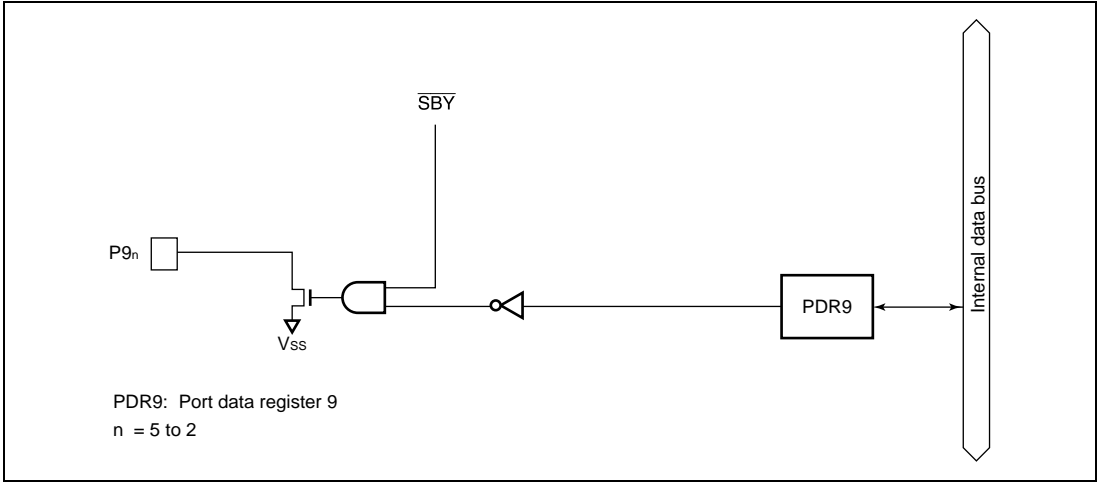 SBY
P9n
VSS
PDR9
Internal data bus
PDR9: Port data register 9
n = 5 to 2